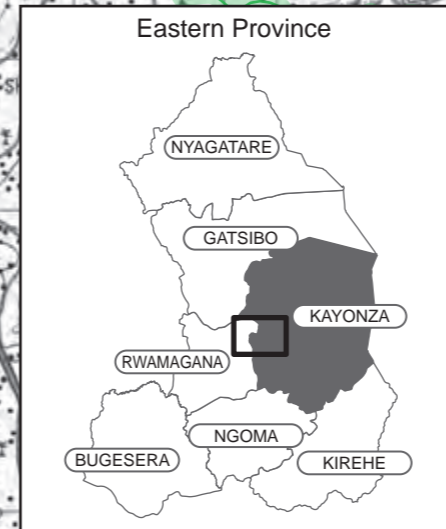 Eastern Province
NYAGATARE
GATSIBO
KAYONZA
RWAMAGANA
NGOMA
BUGESERA
KIREHE